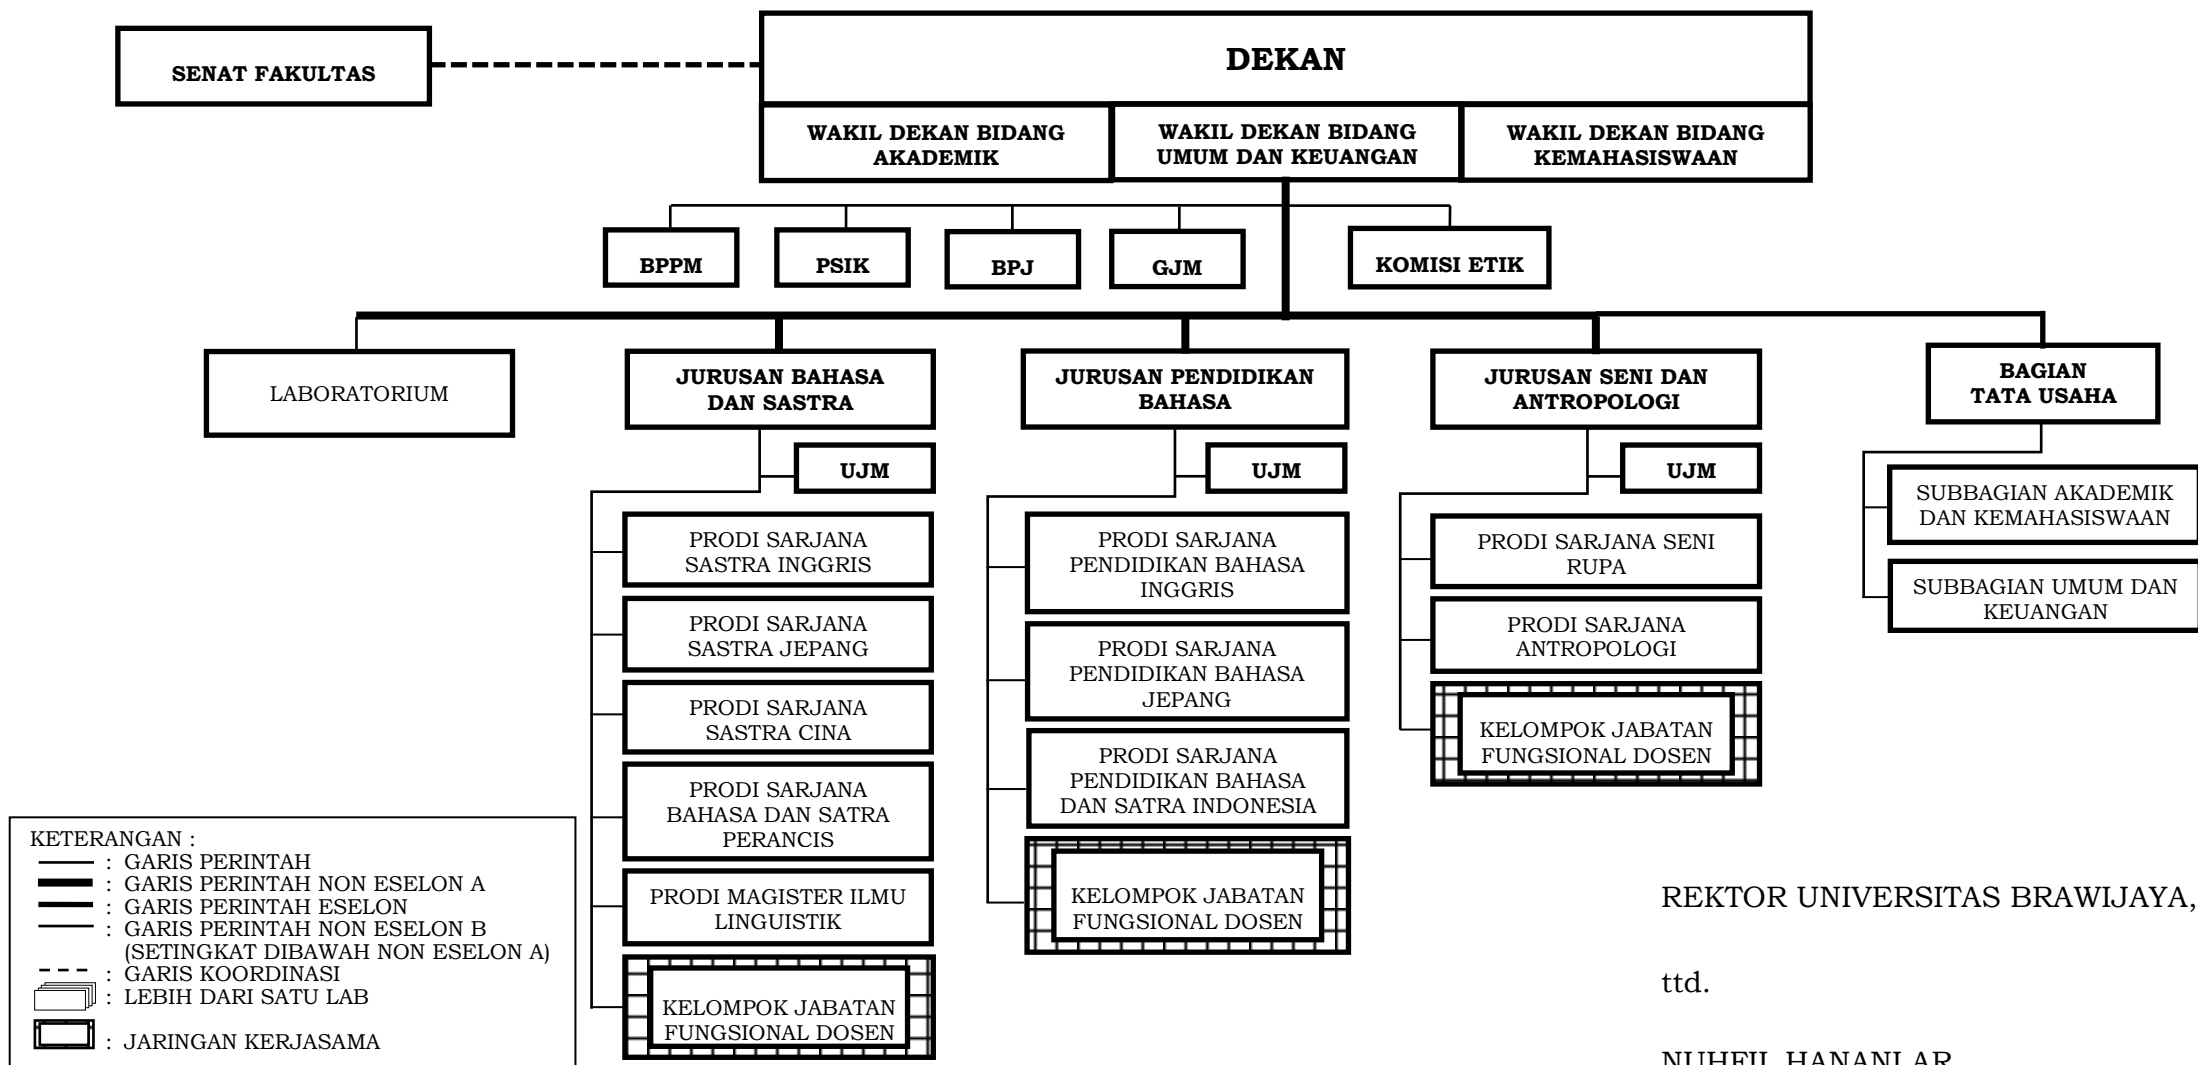 SENAT FAKULTAS
DEKAN
WAKIL DEKAN BIDANG
AKADEMIK
WAKIL DEKAN BIDANG
UMUM DAN KEUANGAN
WAKIL DEKAN BIDANG
KEMAHASISWAAN
BPPM
PSIK
BPJ
GJM
KOMISI ETIK
LABORATORIUM
JURUSAN BAHASA
DAN SASTRA
JURUSAN PENDIDIKAN
BAHASA
JURUSAN SENI DAN
ANTROPOLOGI
BAGIAN
TATA USAHA
UJM
UJM
UJM
PRODI SARJANA
SASTRA INGGRIS
PRODI SARJANA
SASTRA JEPANG
PRODI SARJANA
SASTRA CINA
PRODI SARJANA
BAHASA DAN SATRA
PERANCIS
PRODI MAGISTER ILMU
LINGUISTIK
KELOMPOK JABATAN
FUNGSIONAL DOSEN
PRODI SARJANA
PENDIDIKAN BAHASA
INGGRIS
PRODI SARJANA
PENDIDIKAN BAHASA
JEPANG
PRODI SARJANA
PENDIDIKAN BAHASA
DAN SATRA INDONESIA
KELOMPOK JABATAN
FUNGSIONAL DOSEN
PRODI SARJANA SENI
RUPA
PRODI SARJANA
ANTROPOLOGI
KELOMPOK JABATAN
FUNGSIONAL DOSEN
SUBBAGIAN AKADEMIK
DAN KEMAHASISWAAN
SUBBAGIAN UMUM DAN
KEUANGAN
KETERANGAN :
: GARIS PERINTAH
: GARIS PERINTAH NON ESELON A
: GARIS PERINTAH ESELON
: GARIS PERINTAH NON ESELON B
(SETINGKAT DIBAWAH NON ESELON A)
: GARIS KOORDINASI
: LEBIH DARI SATU LAB
: JARINGAN KERJASAMA
REKTOR UNIVERSITAS BRAWIJAYA,
ttd.
NUHFIL HANANI AR